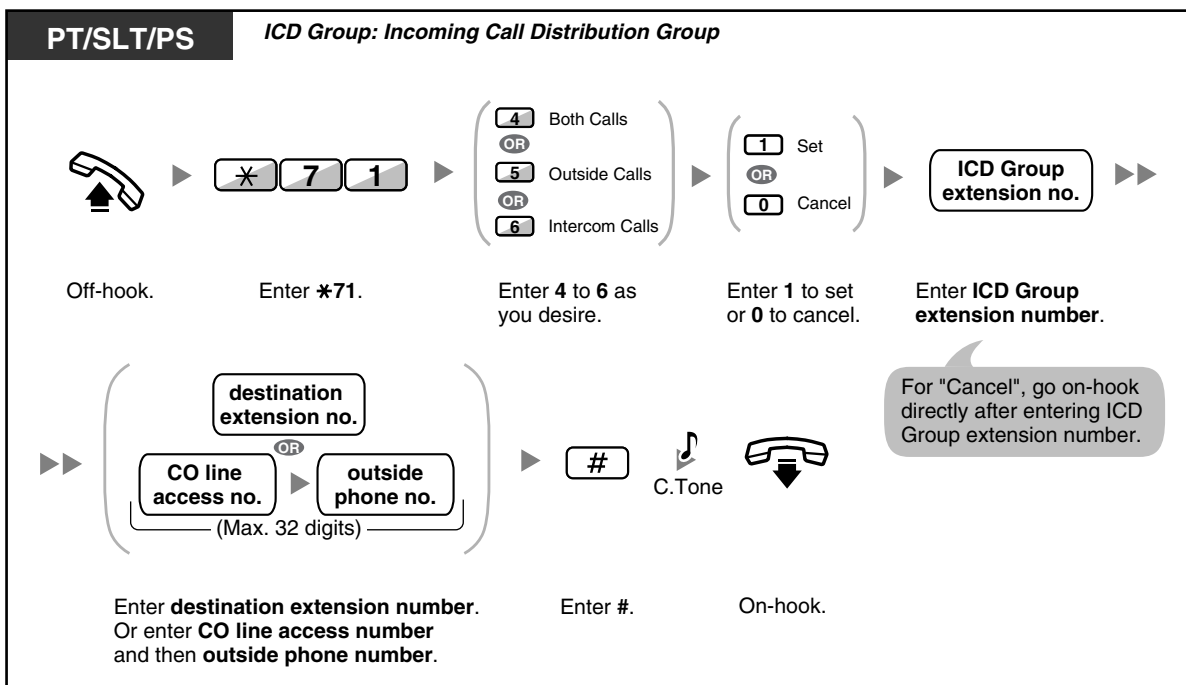 PT/SLT/PS
ICD Group: Incoming Call Distribution Group
4 Both Calls
OR
5 Outside Calls
OR
6 Intercom Calls
1 Set
OR
0 Cancel
ICD Group
extension no.
* 7 1
Off-hook.
Enter *71.
Enter 4 to 6 as
you desire.
Enter 1 to set
or 0 to cancel.
Enter ICD Group
extension number.
For "Cancel", go on-hook
directly after entering ICD
Group extension number.
destination
extension no.
OR
CO line
access no.
outside
phone no.
(Max. 32 digits)
#
C.Tone
Enter destination extension number.
Or enter CO line access number
and then outside phone number.
Enter #.
On-hook.